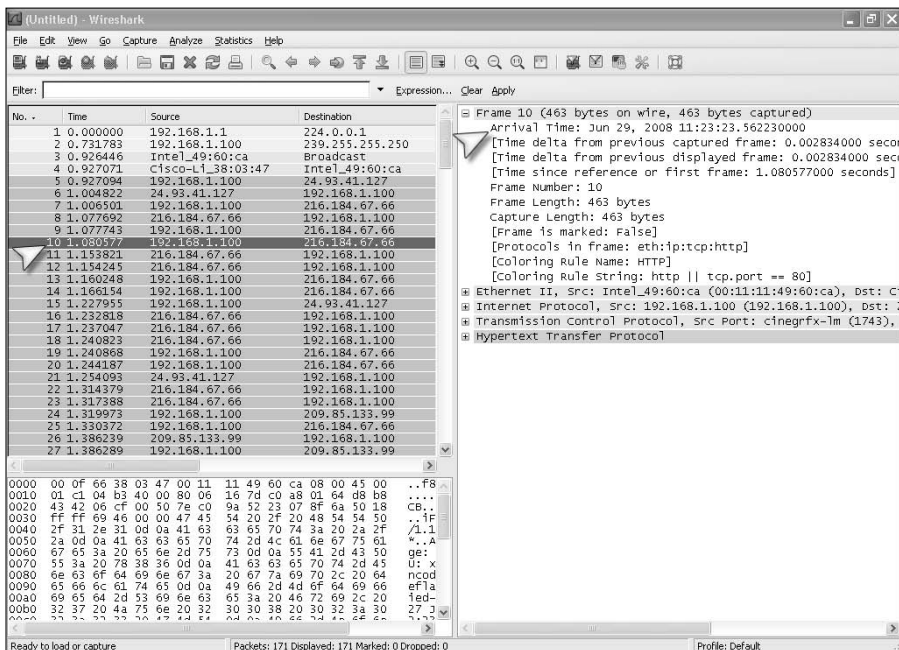 (Untitled) - Wireshark
File Edit View Go Capture Analyze Statistics Help
Filter: Expression... Clear Apply
No. - Time Source Destination
1 0.000000 192.168.1.1 224.0.0.1
2 0.731783 192.168.1.100 239.255.255.250
3 0.926446 Intel_49:60:ca Broadcast
4 0.927071 Cisco-Li_38:03:47 Intel_49:60:ca
5 0.927094 192.168.1.100 24.93.41.127
6 1.004822 24.93.41.127 192.168.1.100
7 1.006501 192.168.1.100 216.184.67.66
8 1.077692 216.184.67.66 192.168.1.100
9 1.077743 192.168.1.100 216.184.67.66
10 1.080577 192.168.1.100 216.184.67.66
11 1.153821 216.184.67.66 192.168.1.100
12 1.154245 216.184.67.66 192.168.1.100
13 1.160248 192.168.1.100 216.184.67.66
14 1.166154 192.168.1.100 216.184.67.66
15 1.227955 192.168.1.100 24.93.41.127
16 1.232818 216.184.67.66 192.168.1.100
17 1.237047 216.184.67.66 192.168.1.100
18 1.240823 216.184.67.66 192.168.1.100
19 1.240868 192.168.1.100 216.184.67.66
20 1.244187 192.168.1.100 216.184.67.66
21 1.254093 24.93.41.127 192.168.1.100
22 1.314379 216.184.67.66 192.168.1.100
23 1.317388 216.184.67.66 192.168.1.100
24 1.319973 192.168.1.100 209.85.133.99
25 1.330372 192.168.1.100 216.184.67.66
26 1.386239 209.85.133.99 192.168.1.100
27 1.386289 192.168.1.100 209.85.133.99
Frame 10 (463 bytes on wire, 463 bytes captured)
Arrival Time: Jun 29, 2008 11:23:23.562230000
[Time delta from previous captured frame: 0.002834000 secon
[Time delta from previous displayed frame: 0.002834000 seco
[Time since reference or first frame: 1.080577000 seconds]
Frame Number: 10
Frame Length: 463 bytes
Capture Length: 463 bytes
[Frame is marked: False]
[Protocols in frame: eth:ip:tcp:http]
[Coloring Rule Name: HTTP]
[Coloring Rule String: http || tcp.port == 80]
Ethernet II, Src: Intel_49:60:ca (00:11:11:49:60:ca), Dst: Ci
Internet Protocol, Src: 192.168.1.100 (192.168.1.100), Dst: 2
Transmission Control Protocol, Src Port: cinegrfx-lm (1743),
Hypertext Transfer Protocol
0000 00 0f 66 38 03 47 00 11 11 49 60 ca 08 00 45 00 ..f8
0010 01 c1 04 b3 40 00 80 06 16 7d c0 a8 01 64 d8 b8 ....
0020 43 42 06 cf 00 50 7e c0 9a 52 23 07 8f 6a 50 18 CB..
0030 ff ff 69 46 00 00 47 45 54 20 2f 20 48 54 54 50 ..iF
0040 2f 31 2e 31 0d 0a 41 63 63 65 70 74 3a 20 2a 2f /1.1
0050 2a 0d 0a 41 63 63 65 70 74 2d 4c 61 6e 67 75 61 *..A
0060 67 65 3a 20 65 6e 2d 75 73 0d 0a 55 41 2d 43 50 ge:
0070 55 3a 20 78 38 36 0d 0a 41 63 63 65 70 74 2d 45 U: x
0080 6e 63 6f 64 69 6e 67 3a 20 67 7a 69 70 2c 20 64 ncod
0090 65 66 6c 61 74 65 0d 0a 49 66 2d 4d 6f 64 69 66 efla
00a0 69 65 64 2d 53 69 6e 63 65 3a 20 46 72 69 2c 20 ied-
00b0 32 37 20 4a 75 6e 20 32 30 30 38 20 30 32 3a 30 27 J
Ready to load or capture Packets: 171 Displayed: 171 Marked: 0 Dropped: 0 Profile: Default